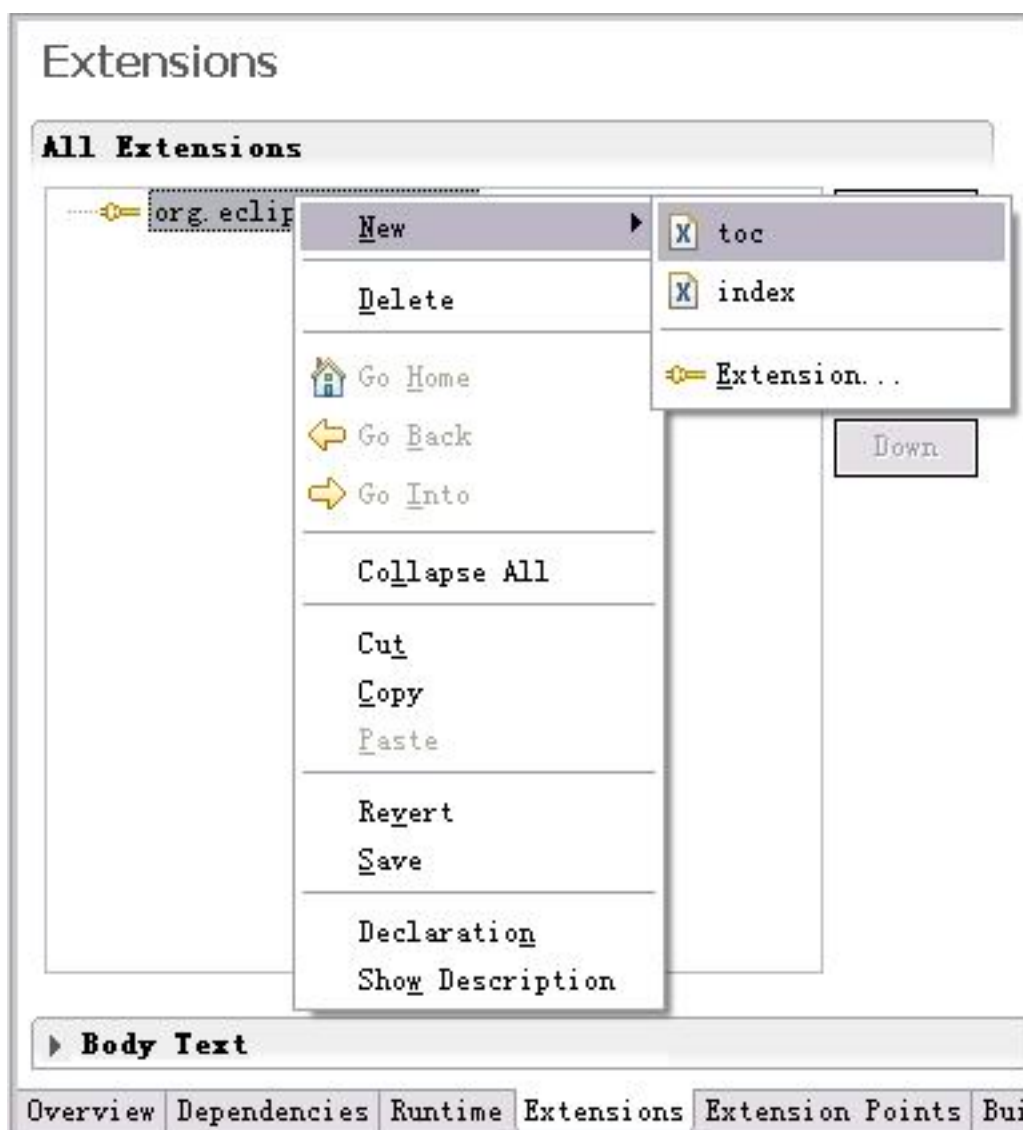 Extensions
All Extensions
org.eclip
New
toc
Delete
index
Go Home
Extension...
Go Back
Down
Go Into
Collapse All
Cut
Copy
Paste
Revert
Save
Declaration
Show Description
Body Text
Overview Dependencies Runtime Extensions Extension Points Bui